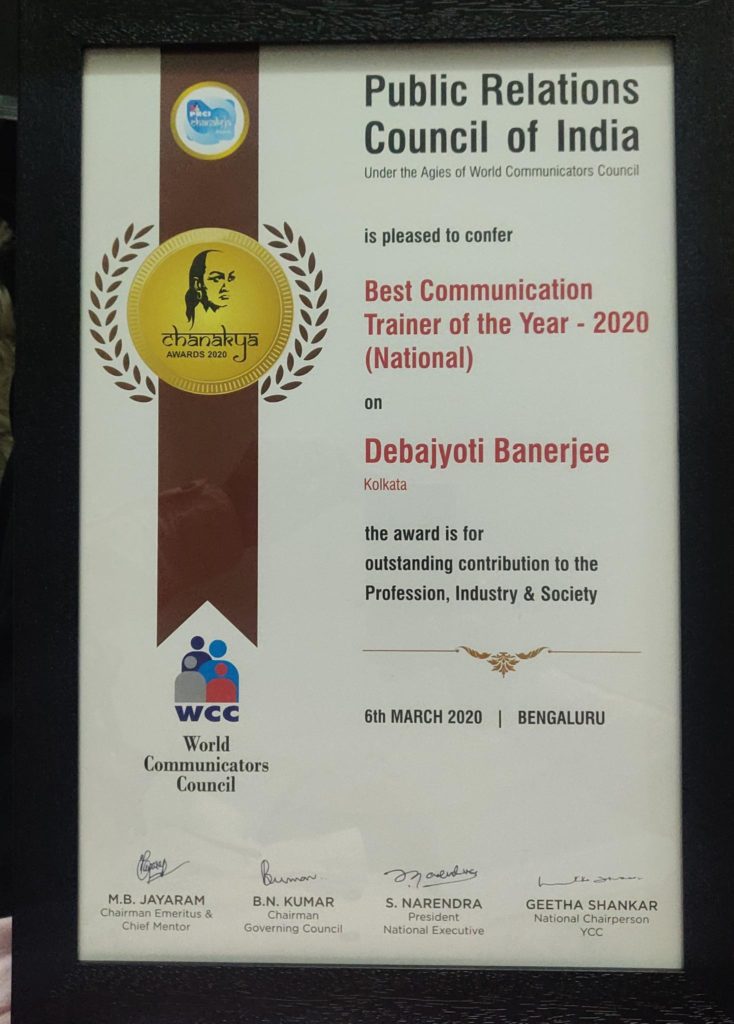 PRCI
chanakya
Public Relations
Council of India
Under the Agies of World Communicators Council
is pleased to confer
Best Communication
Trainer of the Year - 2020
(National)
on
Debajyoti Banerjee
Kolkata
the award is for
outstanding contribution to the
Profession, Industry & Society
6th MARCH 2020 | BENGALURU
chanakya
AWARDS 2020
WCC
World
Communicators
Council
M.B. JAYARAM
Chairman Emeritus &
Chief Mentor
B.N. KUMAR
Chairman
Governing Council
S. NARENDRA
President
National Executive
GEETHA SHANKAR
National Chairperson
YCC